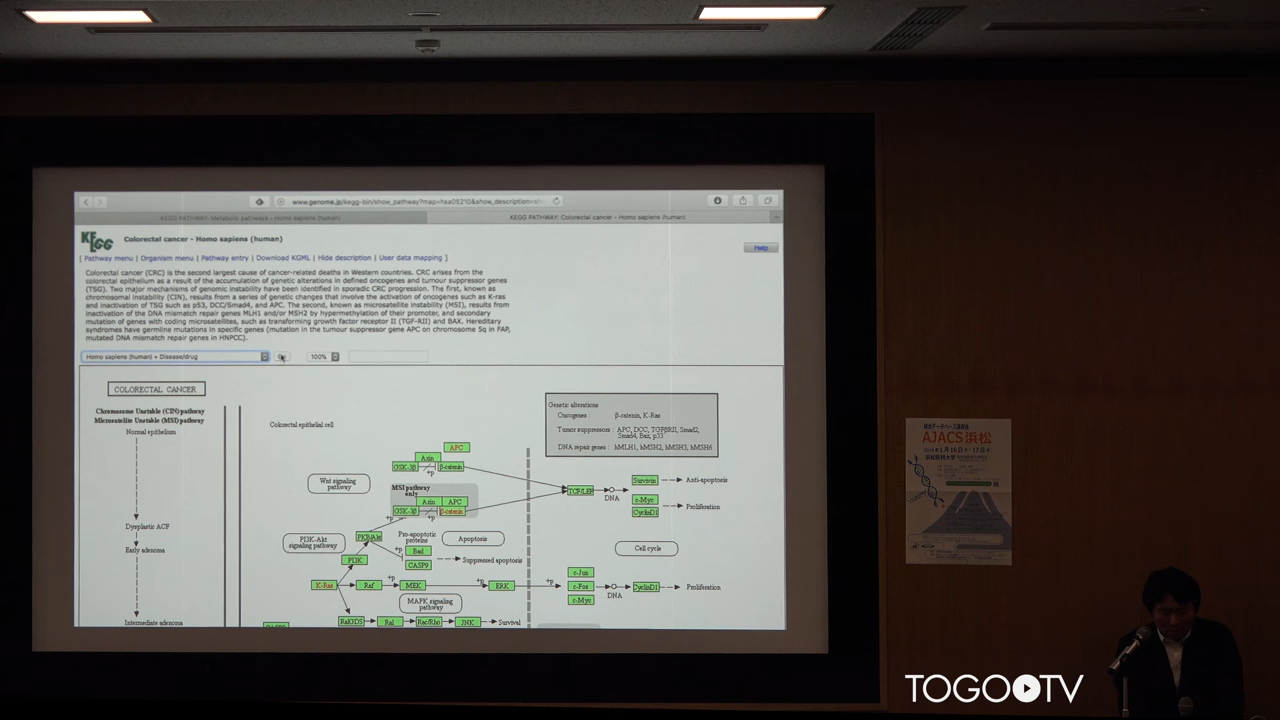 www.genome.jp/kegg-bin/show_pathway?map=hsa05210&show_description=sh
KEGG PATHWAY: Metabolic pathways - Homo sapiens (human)
KEGG PATHWAY: Colorectal cancer - Homo sapiens (human)
KEGG
Colorectal cancer - Homo sapiens (human)
Help
[ Pathway menu | Organism menu | Pathway entry | Download KGML | Hide description | User data mapping ]
Colorectal cancer (CRC) is the second largest cause of cancer-related deaths in Western countries. CRC arises from the
colorectal epithelium as a result of the accumulation of genetic alterations in defined oncogenes and tumour suppressor genes
(TSG). Two major mechanisms of genomic instability have been identified in sporadic CRC progression. The first, known as
chromosomal instability (CIN), results from a series of genetic changes that involve the activation of oncogenes such as K-ras
and inactivation of TSG such as p53, DCC/Smad4, and APC. The second, known as microsatellite instability (MSI), results from
inactivation of the DNA mismatch repair genes MLH1 and/or MSH2 by hypermethylation of their promoter, and secondary
mutation of genes with coding microsatellites, such as transforming growth factor receptor II (TGF-RII) and BAX. Hereditary
syndromes have germline mutations in specific genes (mutation in the tumour suppressor gene APC on chromosome 5q in FAP,
mutated DNA mismatch repair genes in HNPCC).
Homo sapiens (human) + Disease/drug
100%
COLORECTAL CANCER
Chromosome Unstable (CIN) pathway
Microsatellite Unstable (MSI) pathway
Normal epithelium
Dysplastic ACF
Early adenoma
Intermediate adenoma
Colorectal epithelial cell
Genetic alterations
Oncogenes : β-catenin, K-Ras
Tumor suppressors : APC, DCC, TGFβRII, Smad2,
Smad4, Bax, p53
DNA repair genes : hMLH1, hMSH2, hMSH3, hMSH6
APC
Axin
GSK-3β
+p
β-catenin
Wnt signaling
pathway
MSI pathway
only
Axin
APC
GSK-3β
β-catenin
+p
+p
TCF/LEF
DNA
Survivin
Anti-apoptosis
c-Myc
CyclinD1
Proliferation
PI3K-Akt
signaling pathway
PKB/Akt
Pro-apoptotic
proteins
Apoptosis
+p
Bad
CASP9
Suppressed apoptosis
Cell cycle
PI3K
K-Ras
Raf
+p
MEK
+p
ERK
+p
c-Jun
c-Fos
c-Myc
DNA
CyclinD1
Proliferation
MAPK signaling
pathway
RalGDS
Ral
Rac/Rho
JNK
Survival
AJACS浜松
浜松医科大学
TOGO TV